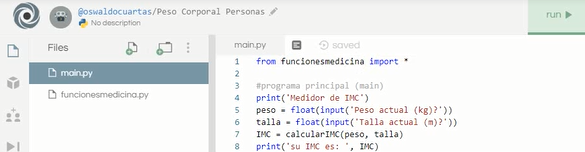 @oswaldocuartas/Peso Corporal Personas
No description
run
Files
main.py
funcionesmedicina.py
main.py
saved
1 from funcionesmedicina import *
2
3 #programa principal (main)
4 print('Medidor de IMC')
5 peso = float(input('Peso actual (kg)?'))
6 talla = float(input('Talla actual (m)?'))
7 IMC = calcularIMC(peso, talla)
8 print('su IMC es: ', IMC)